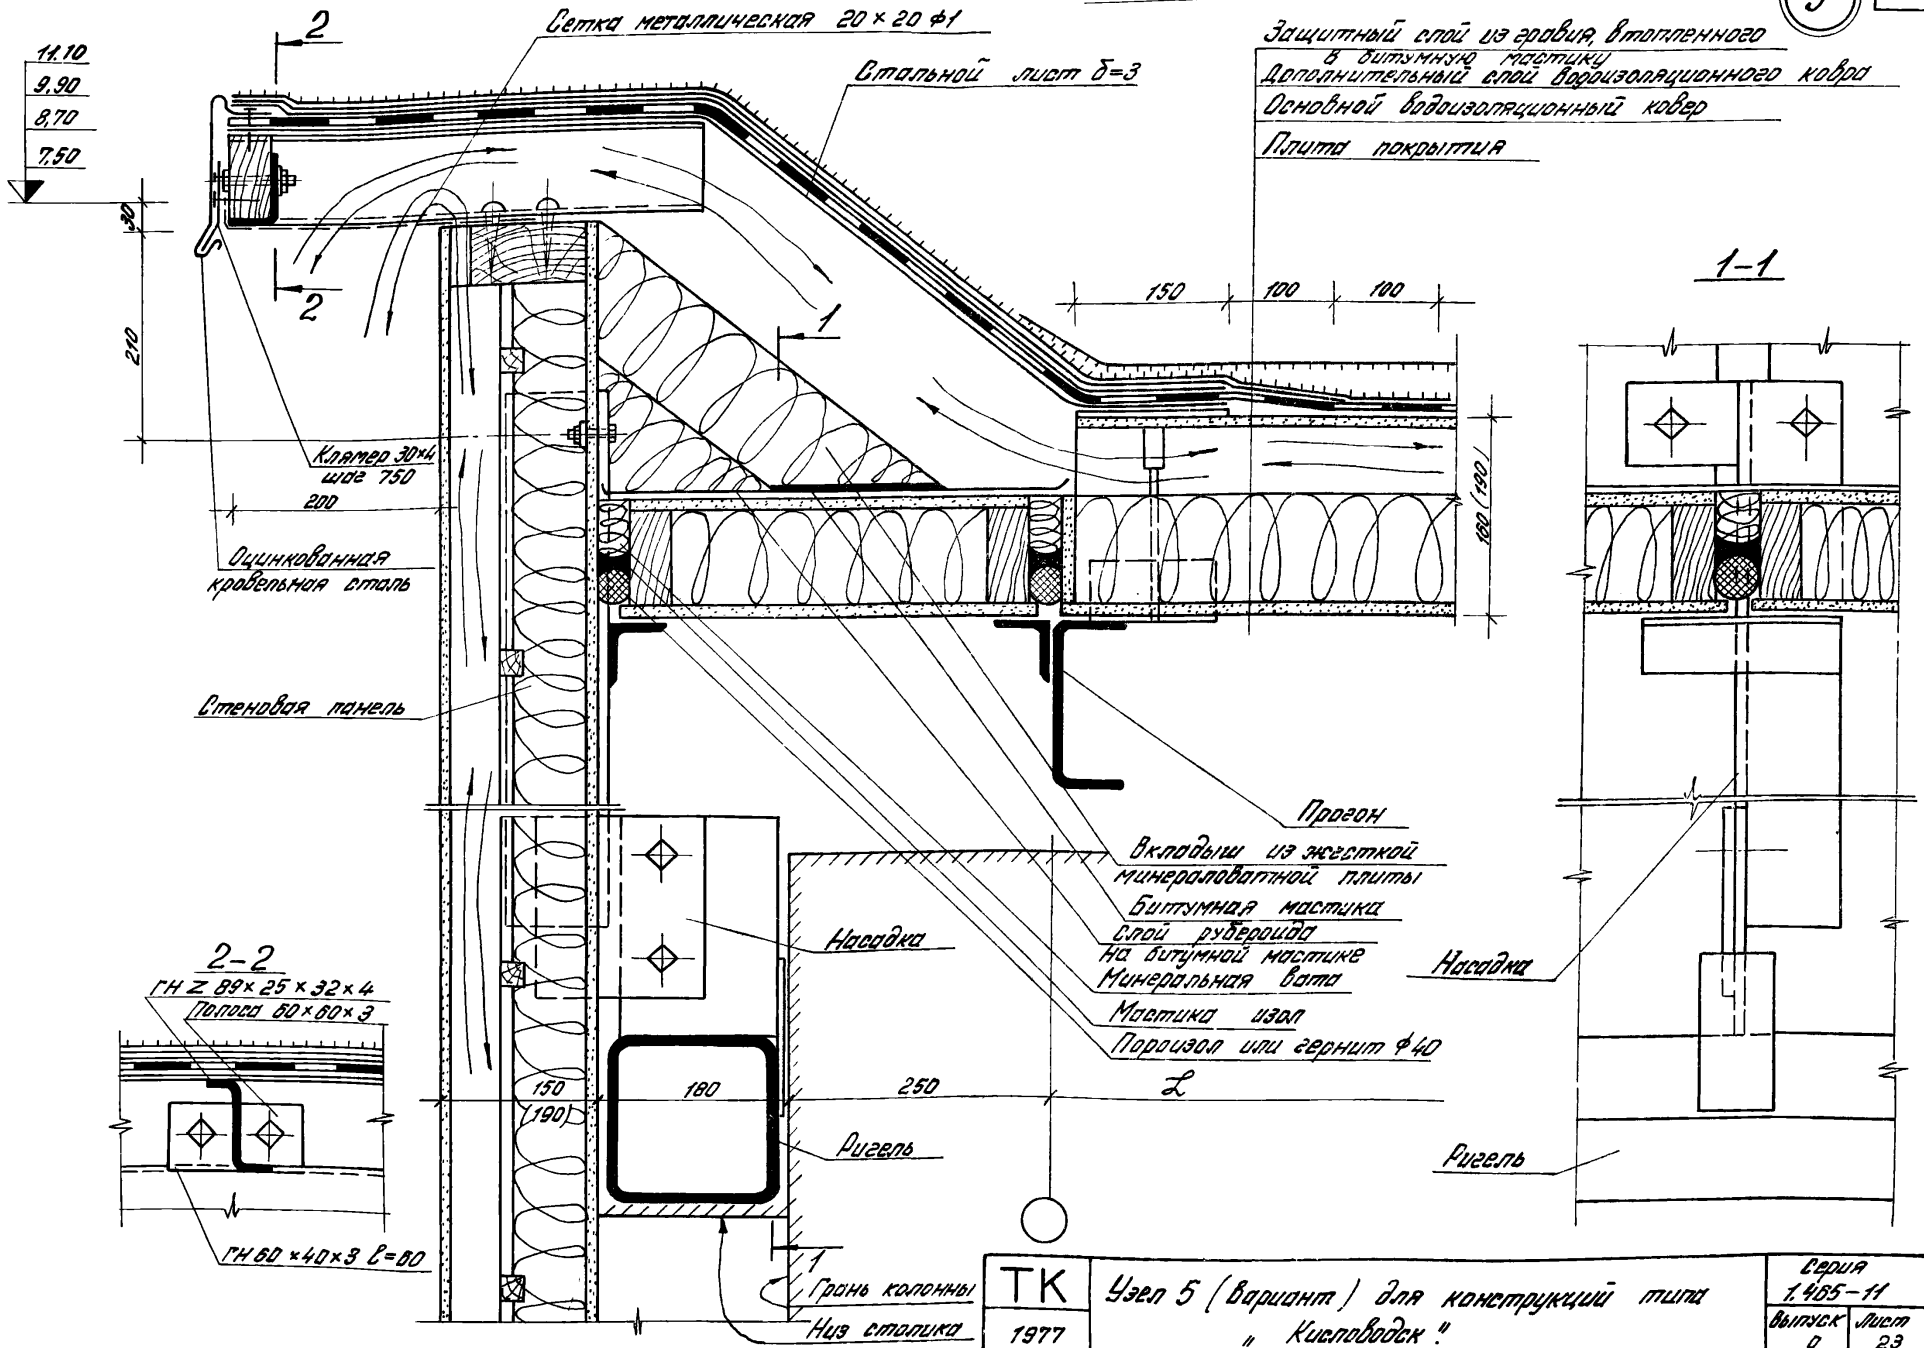 5
2
Сетка металлическая 20×20 ф1
Стальной лист δ=3
Защитный слой из гравия, втопленного
в битумную мастику
Дополнительный слой водоизоляционного ковра
Основной водоизоляционный ковер
Плита покрытия
11.10
9,90
8,70
7,50
30
210
2
1
1-1
150
100
100
Клямер 30×4
шаг 750
200
Оцинкованная
кровельная сталь
160 (190)
Стеновая панель
Прогон
Вкладыш из жесткой
минераловатной плиты
Битумная мастика
Слой рубероида
на битумной мастике
Минеральная вата
Мастика изол
Пороизол или гернит ф40
Насадка
Насадка
2-2
ГН Z 89×25×32×4
Полоса 60×60×3
ГН 60×40×3 ℓ=60
150
(190)
180
250
L
Ригель
Ригель
1
Грань колонны
Низ столика
ТК
1977
Узел 5 (вариант) для конструкций типа
„Кисловодск"
Серия
1.465-11
Выпуск
0
Лист
23